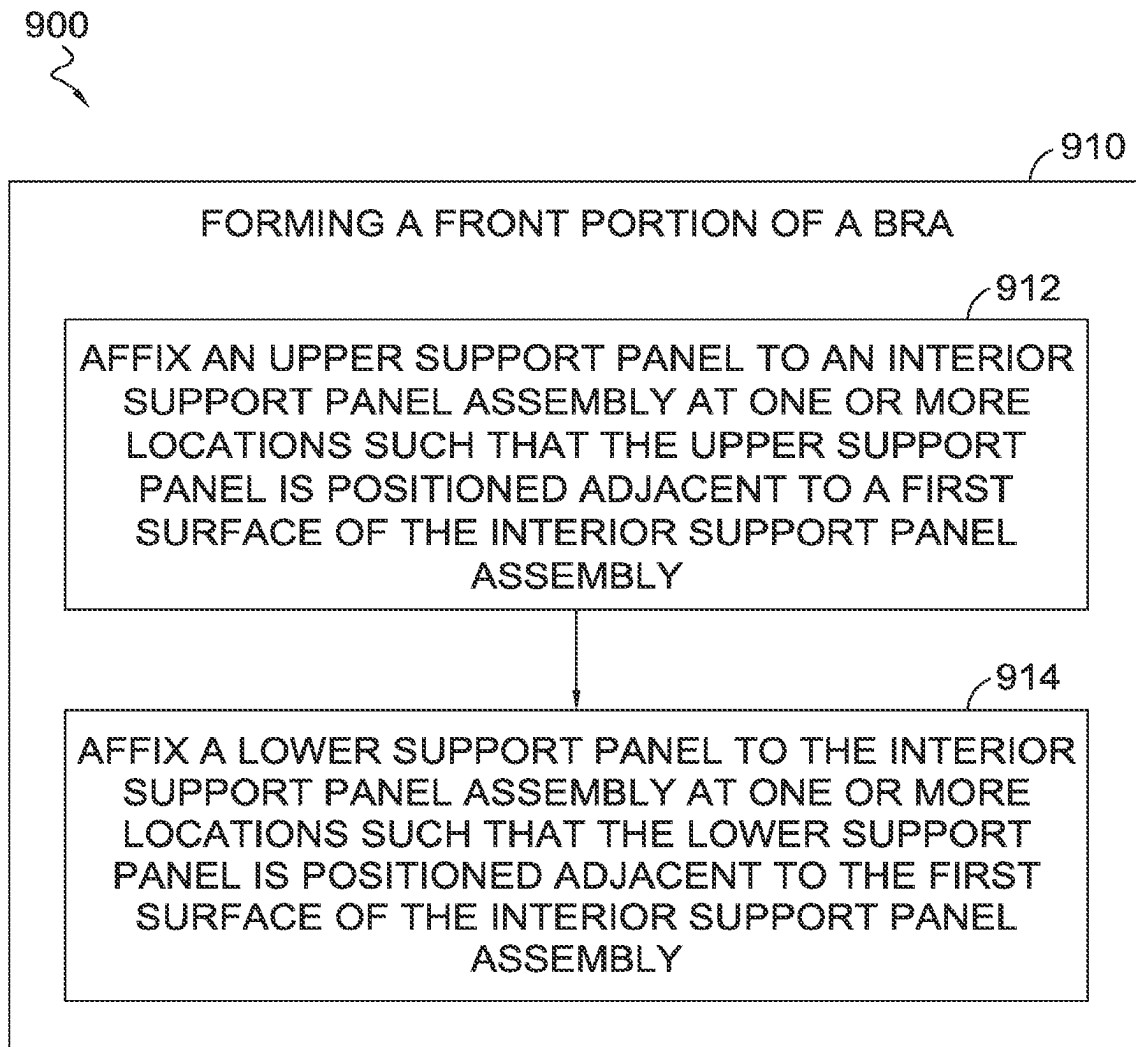 900
910
FORMING A FRONT PORTION OF A BRA
912
AFFIX AN UPPER SUPPORT PANEL TO AN INTERIOR
SUPPORT PANEL ASSEMBLY AT ONE OR MORE
LOCATIONS SUCH THAT THE UPPER SUPPORT
PANEL IS POSITIONED ADJACENT TO A FIRST
SURFACE OF THE INTERIOR SUPPORT PANEL
ASSEMBLY
914
AFFIX A LOWER SUPPORT PANEL TO THE INTERIOR
SUPPORT PANEL ASSEMBLY AT ONE OR MORE
LOCATIONS SUCH THAT THE LOWER SUPPORT
PANEL IS POSITIONED ADJACENT TO THE FIRST
SURFACE OF THE INTERIOR SUPPORT PANEL
ASSEMBLY